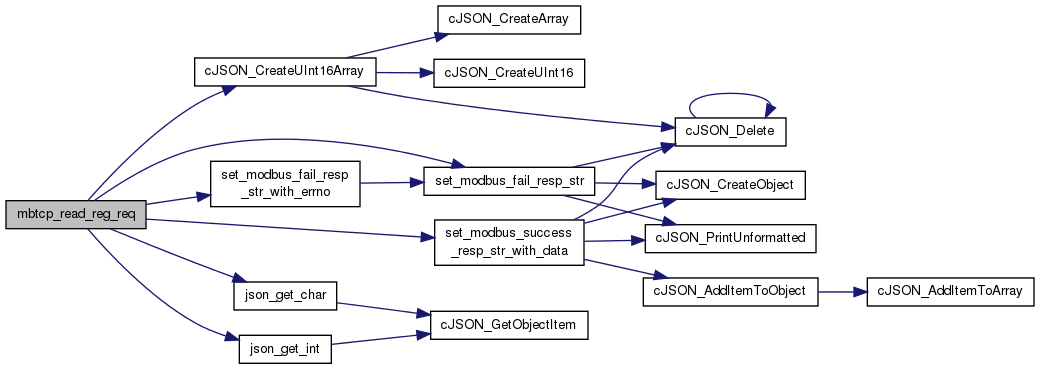 cJSON_CreateArray
cJSON_CreateUInt16Array
cJSON_CreateUInt16
cJSON_Delete
set_modbus_fail_resp
_str_with_errno
set_modbus_fail_resp_str
cJSON_CreateObject
mbtcp_read_reg_req
set_modbus_success
_resp_str_with_data
cJSON_PrintUnformatted
json_get_char
cJSON_AddItemToObject
cJSON_AddItemToArray
cJSON_GetObjectItem
json_get_int